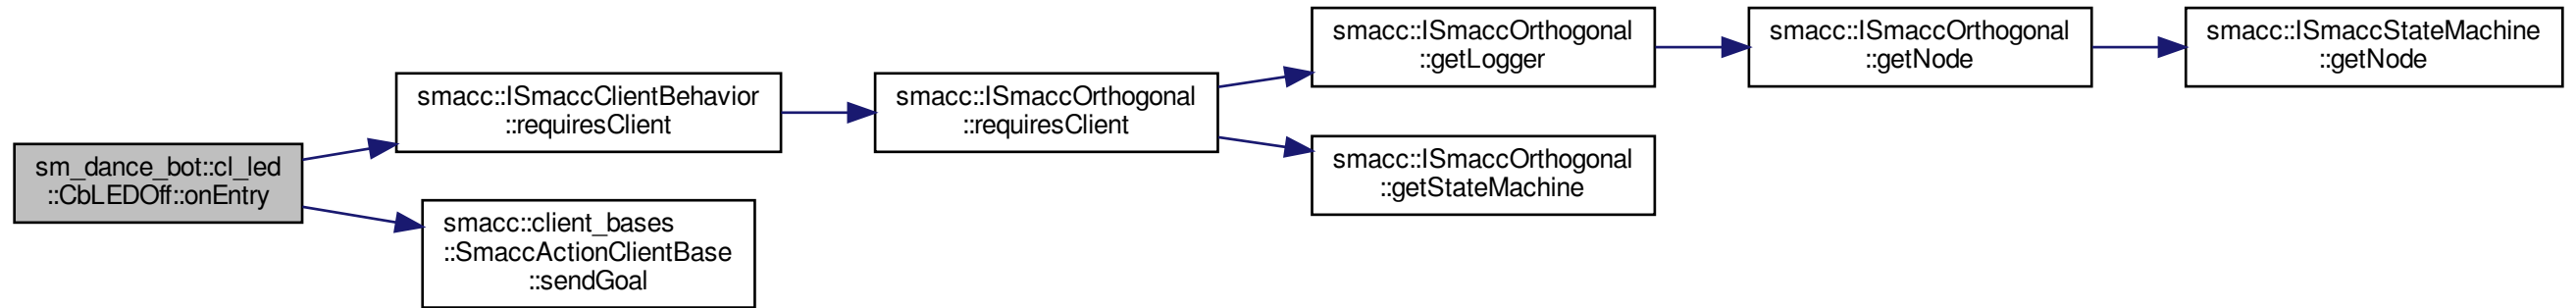 sm_dance_bot::cl_led
::CbLEDOff::onEntry
smacc::ISmaccClientBehavior
::requiresClient
smacc::ISmaccOrthogonal
::requiresClient
smacc::ISmaccOrthogonal
::getLogger
smacc::ISmaccOrthogonal
::getNode
smacc::ISmaccStateMachine
::getNode
smacc::ISmaccOrthogonal
::getStateMachine
smacc::client_bases
::SmaccActionClientBase
::sendGoal